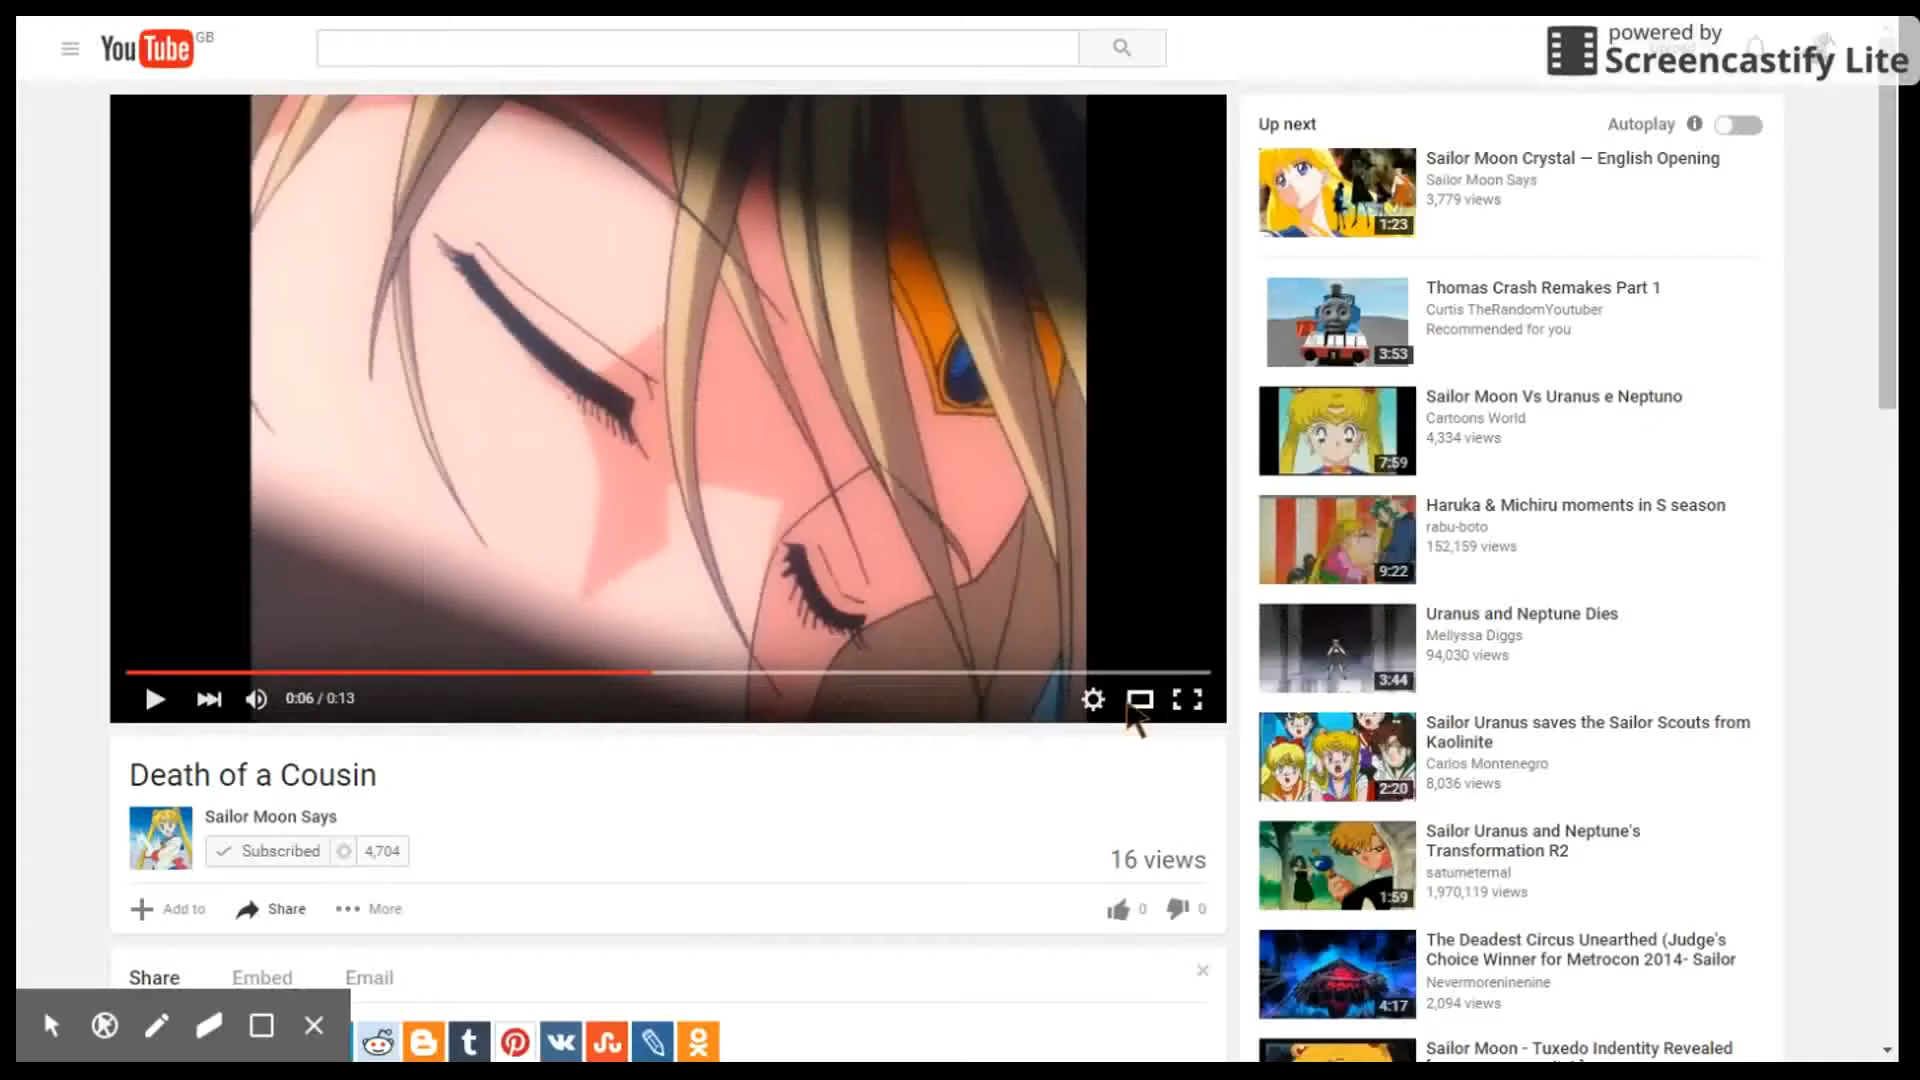 YouTube GB
powered by
Screencastify Lite
Up next
Autoplay
Sailor Moon Crystal — English Opening
Sailor Moon Says
3,779 views
1:23
Thomas Crash Remakes Part 1
Curtis TheRandomYoutuber
Recommended for you
3:53
Sailor Moon Vs Uranus e Neptuno
Cartoons World
4,334 views
7:59
Haruka & Michiru moments in S season
rabu-boto
152,159 views
9:22
Uranus and Neptune Dies
Mellyssa Diggs
94,030 views
3:44
Sailor Uranus saves the Sailor Scouts from
Kaolinite
Carlos Montenegro
8,036 views
2:20
Sailor Uranus and Neptune's
Transformation R2
satumeternal
1,970,119 views
1:59
The Deadest Circus Unearthed (Judge's
Choice Winner for Metrocon 2014- Sailor
Nevermoreninenine
2,094 views
4:17
Sailor Moon - Tuxedo Indentity Revealed
0:06 / 0:13
Death of a Cousin
Sailor Moon Says
Subscribed 4,704
16 views
Add to Share More
0 0
Share Embed Email